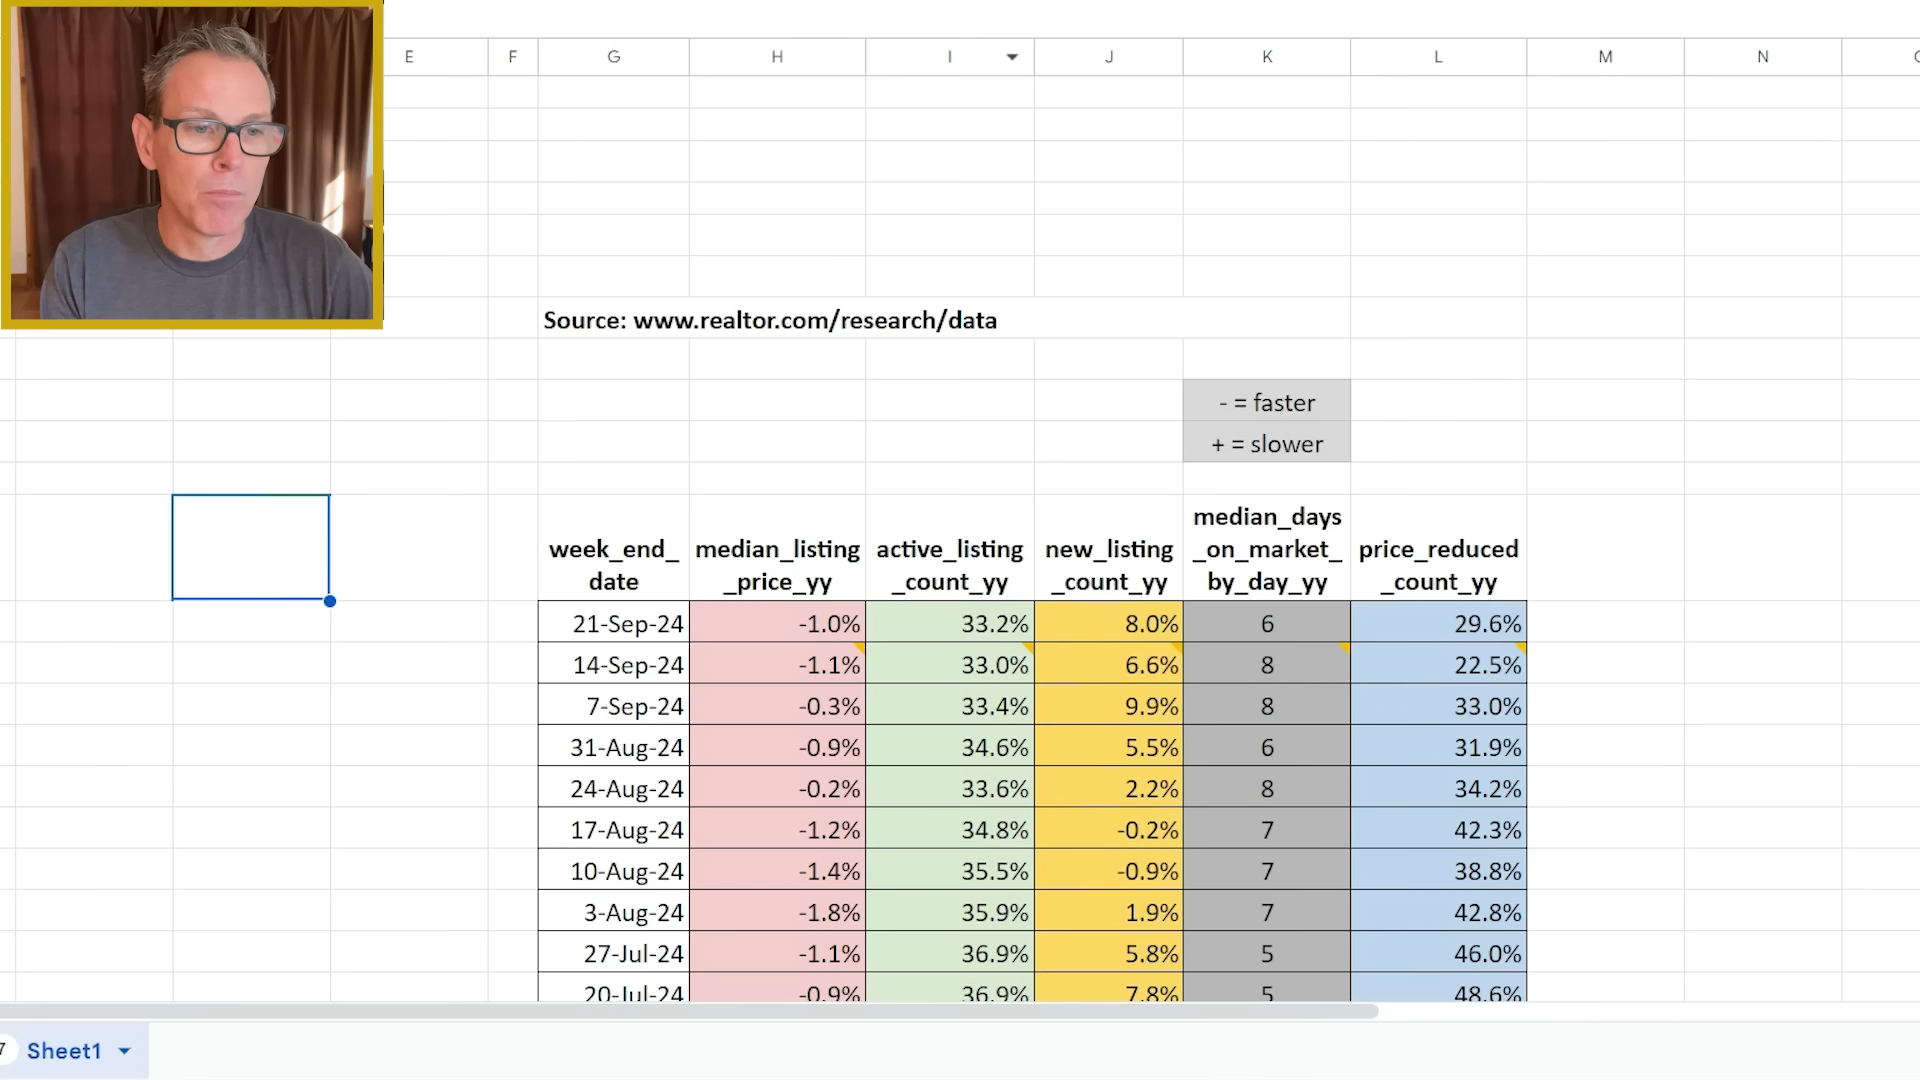 E F G H I J K L M N
Source: www.realtor.com/research/data
- = faster
+ = slower
week_end_
date
median_listing
_price_yy
active_listing
_count_yy
new_listing
_count_yy
median_days
_on_market_
by_day_yy
price_reduced
_count_yy
21-Sep-24 -1.0% 33.2% 8.0% 6 29.6%
14-Sep-24 -1.1% 33.0% 6.6% 8 22.5%
7-Sep-24 -0.3% 33.4% 9.9% 8 33.0%
31-Aug-24 -0.9% 34.6% 5.5% 6 31.9%
24-Aug-24 -0.2% 33.6% 2.2% 8 34.2%
17-Aug-24 -1.2% 34.8% -0.2% 7 42.3%
10-Aug-24 -1.4% 35.5% -0.9% 7 38.8%
3-Aug-24 -1.8% 35.9% 1.9% 7 42.8%
27-Jul-24 -1.1% 36.9% 5.8% 5 46.0%
20-Jul-24 -0.9% 36.9% 7.8% 5 48.6%
7 Sheet1